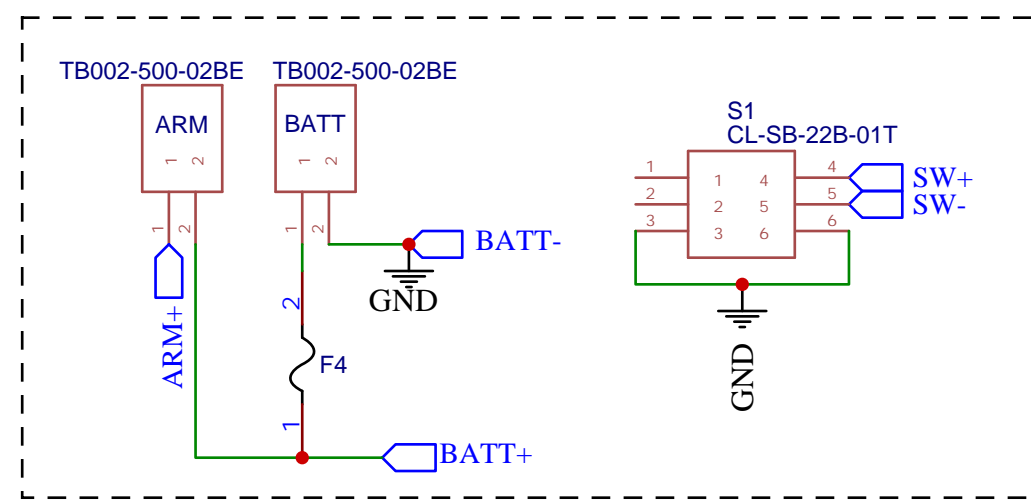 TB002-500-02BE
TB002-500-02BE
ARM
1 2
1 2
ARM+
BATT
1 2
1 2
BATT-
GND
2
F4
1
BATT+
S1
CL-SB-22B-01T
1 1 4 4 SW+
2 2 5 5 SW-
3 3 6 6
GND